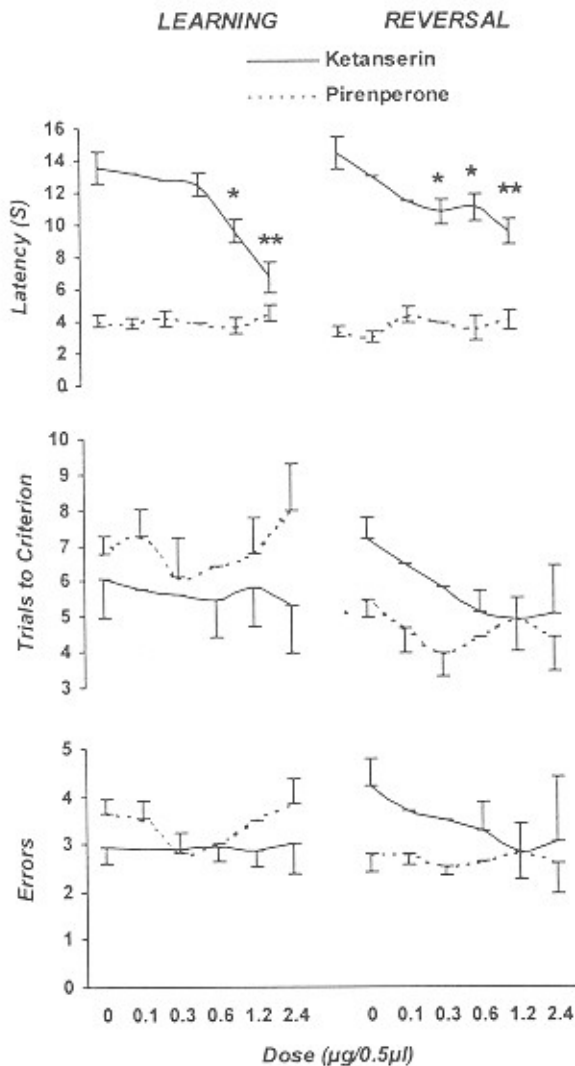 LEARNING REVERSAL
Ketanserin
Pirenperone
Latency (S)
16
14
12
10
8
6
4
2
0
* ** * * **
Trials to Criterion
10
9
8
7
6
5
4
3
Errors
5
4
3
2
1
0
0 0.1 0.3 0.6 1.2 2.4 0 0.1 0.3 0.6 1.2 2.4
Dose (µg/0.5µl)